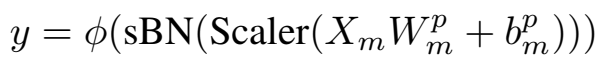 y = ϕ(sBN(Scaler(X_m W_m^p + b_m^p)))